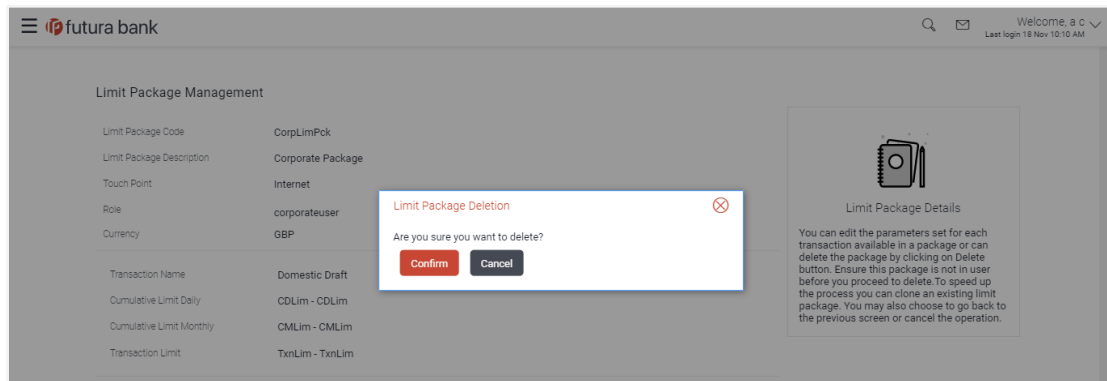 futura bank
Welcome, a c
Last login 18 Nov 10:10 AM
Limit Package Management
Limit Package Code CorpLimPck
Limit Package Description Corporate Package
Touch Point Internet
Role corporateuser
Currency GBP
Transaction Name Domestic Draft
Cumulative Limit Daily CDLim - CDLim
Cumulative Limit Monthly CMLim - CMLim
Transaction Limit TxnLim - TxnLim
Limit Package Deletion
Are you sure you want to delete?
Confirm Cancel
Limit Package Details
You can edit the parameters set for each
transaction available in a package or can
delete the package by clicking on Delete
button. Ensure this package is not in user
before you proceed to delete.To speed up
the process you can clone an existing limit
package. You may also choose to go back to
the previous screen or cancel the operation.